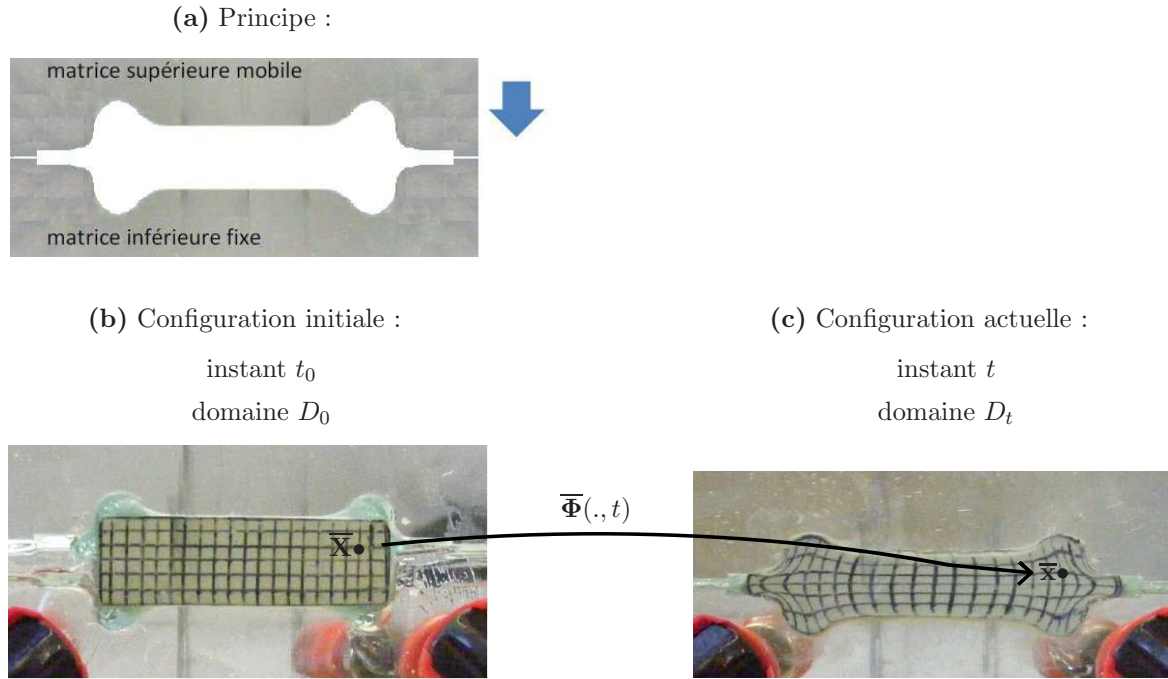 (a) Principe :
matrice supérieure mobile
matrice inférieure fixe
(b) Configuration initiale :
instant t₀
domaine D₀
(c) Configuration actuelle :
instant t
domaine Dₜ
X̅
Φ̅(., t)
x̅